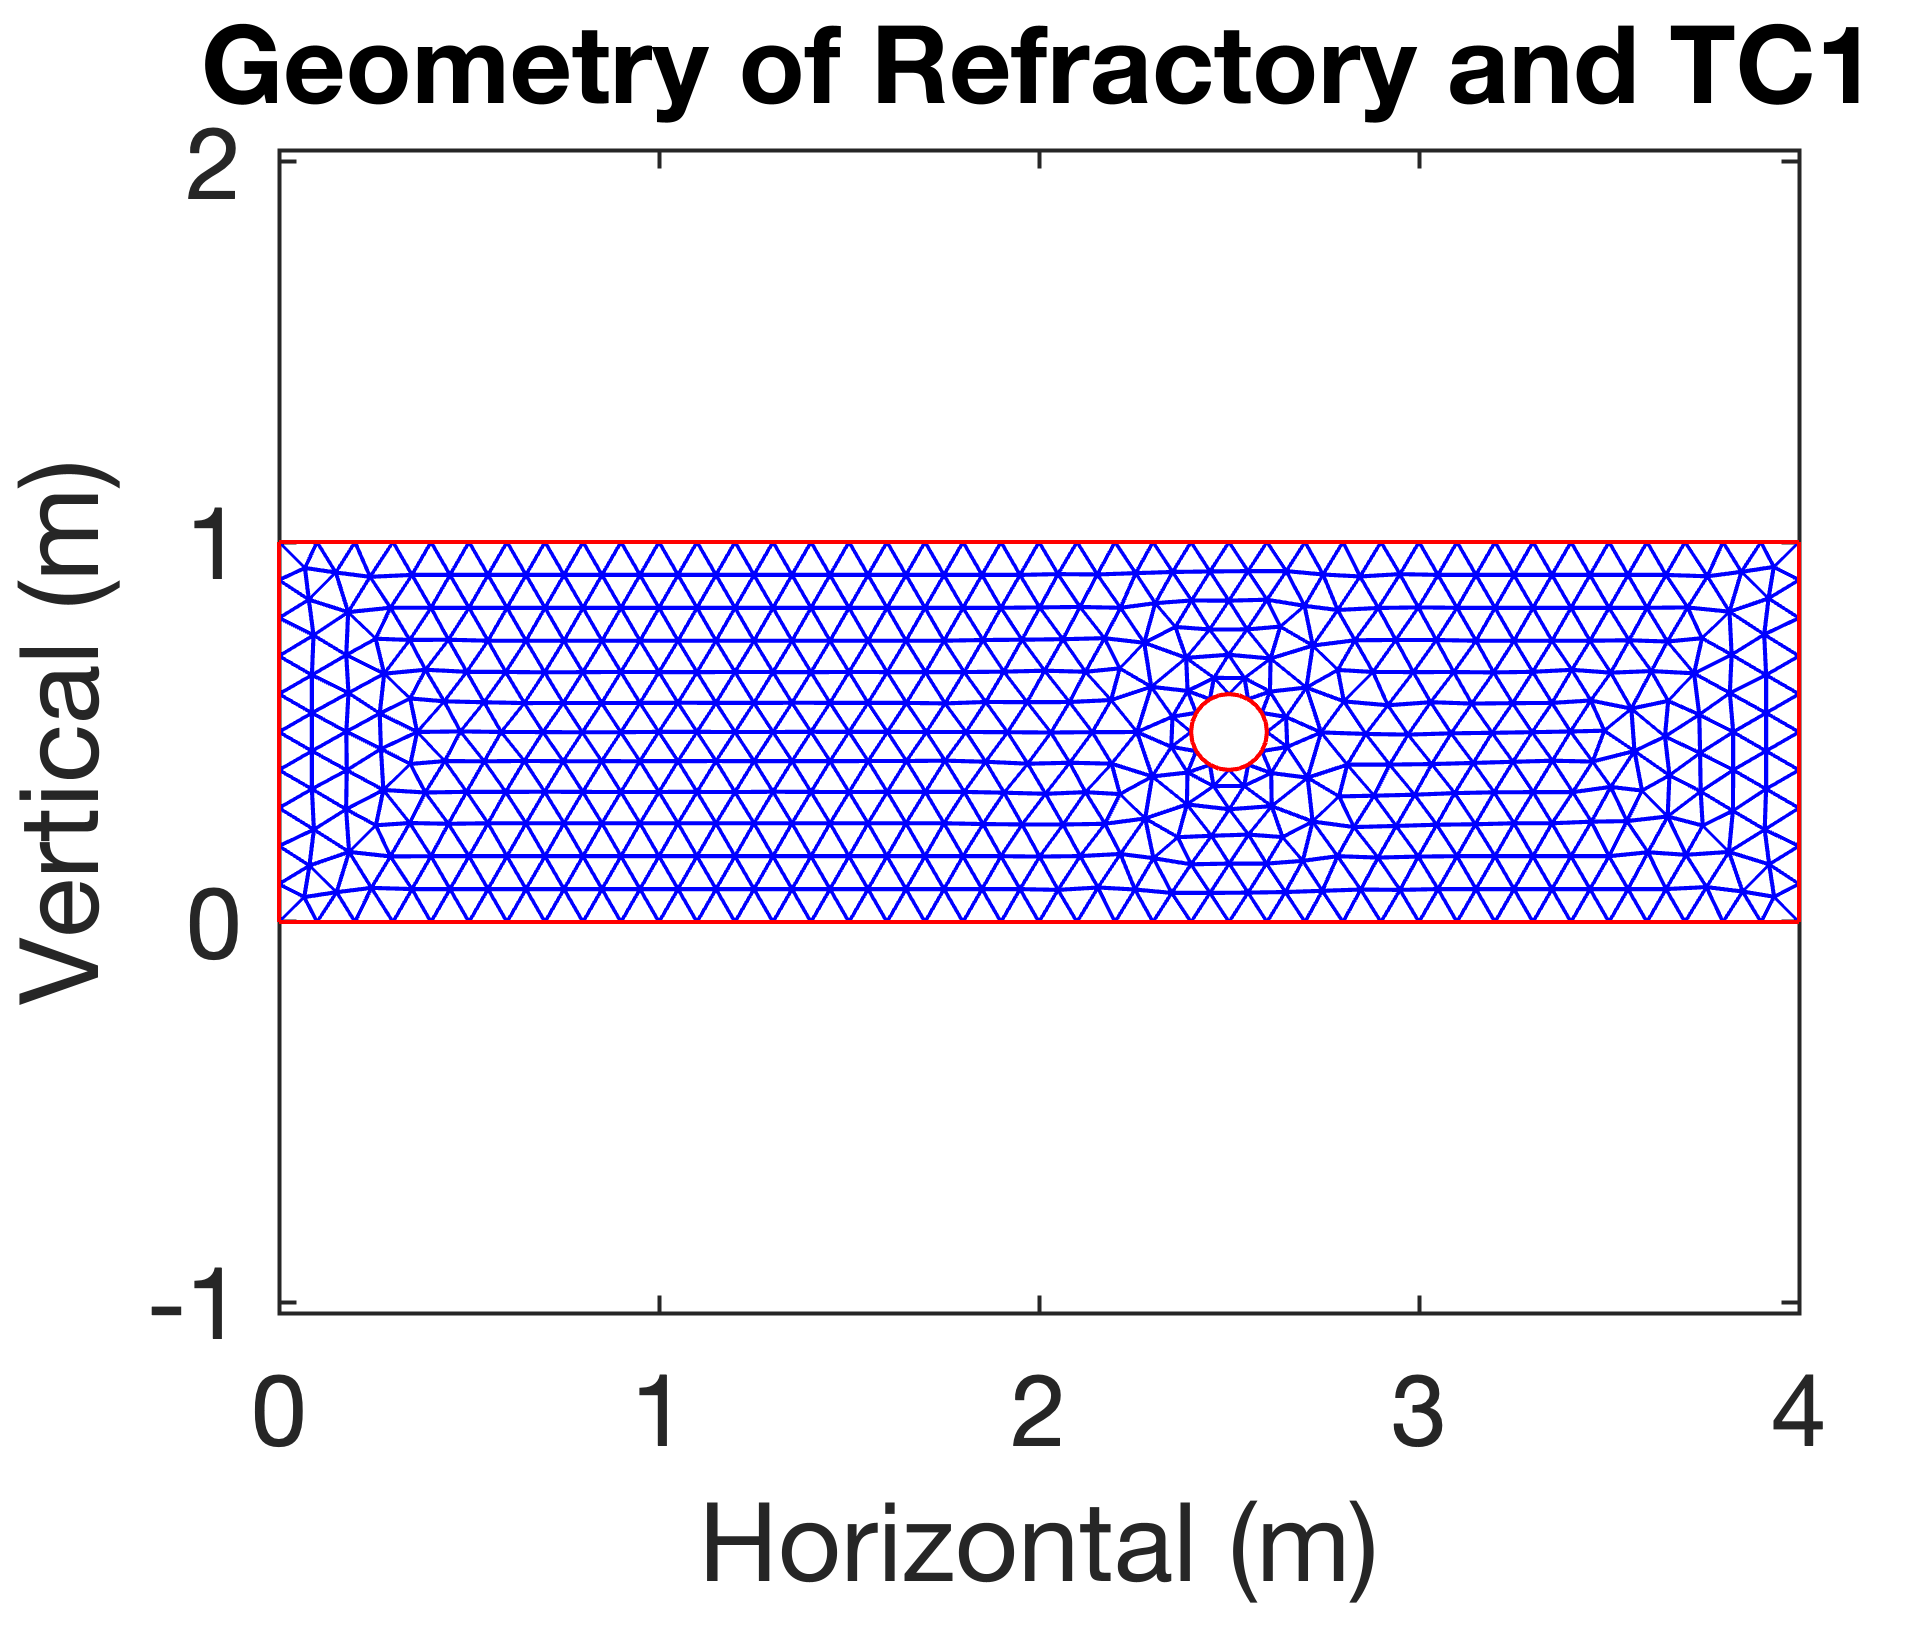 Geometry of Refractory and TC1
2
1
0
-1
Vertical (m)
0 1 2 3 4
Horizontal (m)